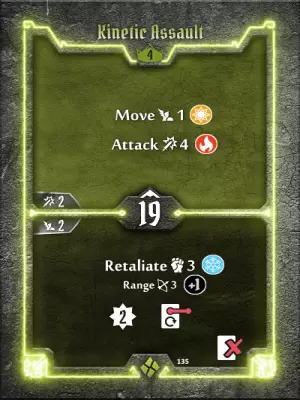 Kinetic Assault
4
Move 1
Attack 4
2
2
19
Retaliate 3
Range 3 +1
2
135